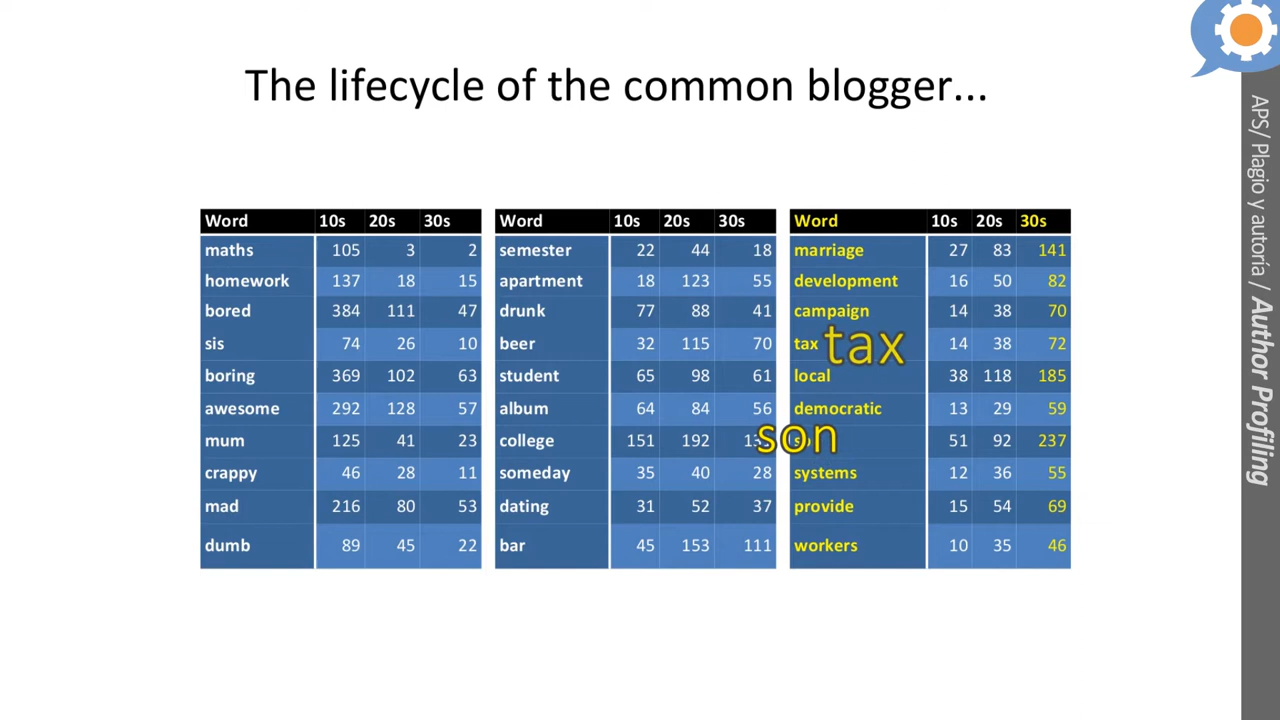 The lifecycle of the common blogger...
Word 10s 20s 30s
maths 105 3 2
homework 137 18 15
bored 384 111 47
sis 74 26 10
boring 369 102 63
awesome 292 128 57
mum 125 41 23
crappy 46 28 11
mad 216 80 53
dumb 89 45 22
Word 10s 20s 30s
semester 22 44 18
apartment 18 123 55
drunk 77 88 41
beer 32 115 70
student 65 98 61
album 64 84 56
college 151 192
someday 35 40 28
dating 31 52 37
bar 45 153 111
Word 10s 20s 30s
marriage 27 83 141
development 16 50 82
campaign 14 38 70
tax tax 14 38 72
local 38 118 185
democratic 13 29 59
son 51 92 237
systems 12 36 55
provide 15 54 69
workers 10 35 46
APS/ Plagio y autoría / Author Profiling